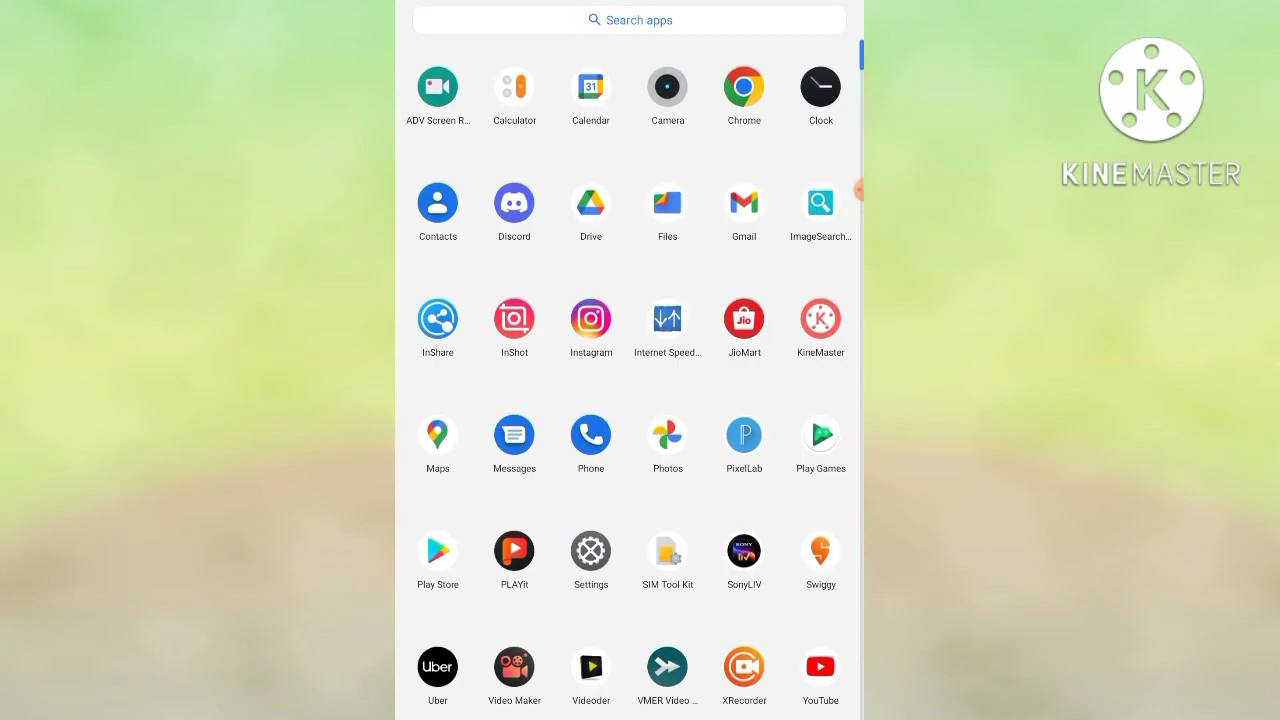 Search apps
ADV Screen R...
Calculator
Calendar
Camera
Chrome
Clock
Contacts
Discord
Drive
Files
Gmail
ImageSearch...
InShare
InShot
Instagram
Internet Speed...
JioMart
KineMaster
Maps
Messages
Phone
Photos
PixelLab
Play Games
Play Store
PLAYit
Settings
SIM Tool Kit
SonyLIV
Swiggy
Uber
Video Maker
Videoder
VMER Video ...
XRecorder
YouTube
31
Jio
K
P
SONY
liv
Uber
K
KINEMASTER